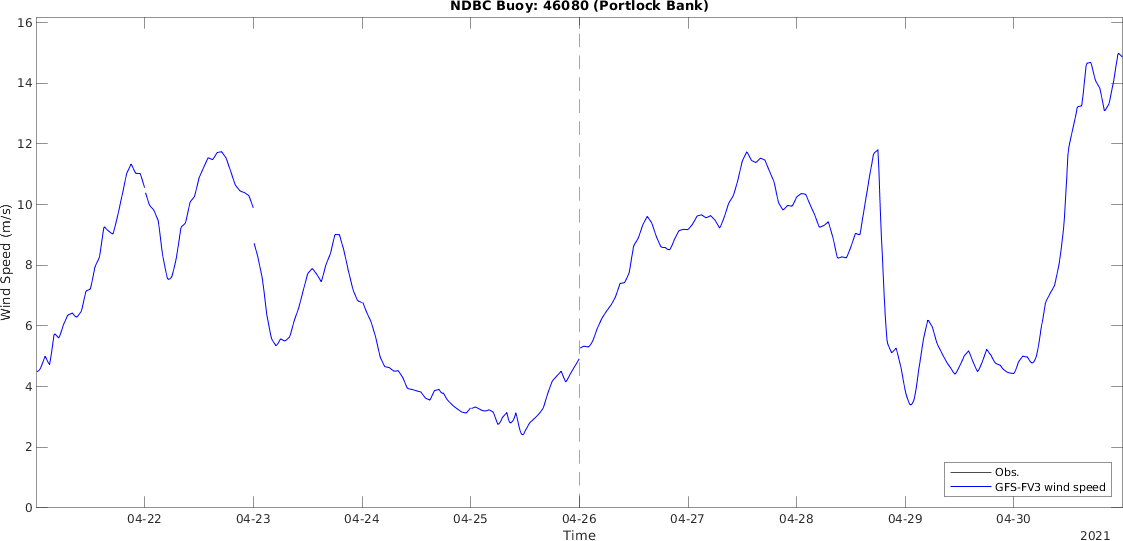 NDBC Buoy: 46080 (Portlock Bank)
16
14
12
10
8
6
4
2
0
Wind Speed (m/s)
Obs.
GFS-FV3 wind speed
04-22 04-23 04-24 04-25 04-26 04-27 04-28 04-29 04-30
Time
2021